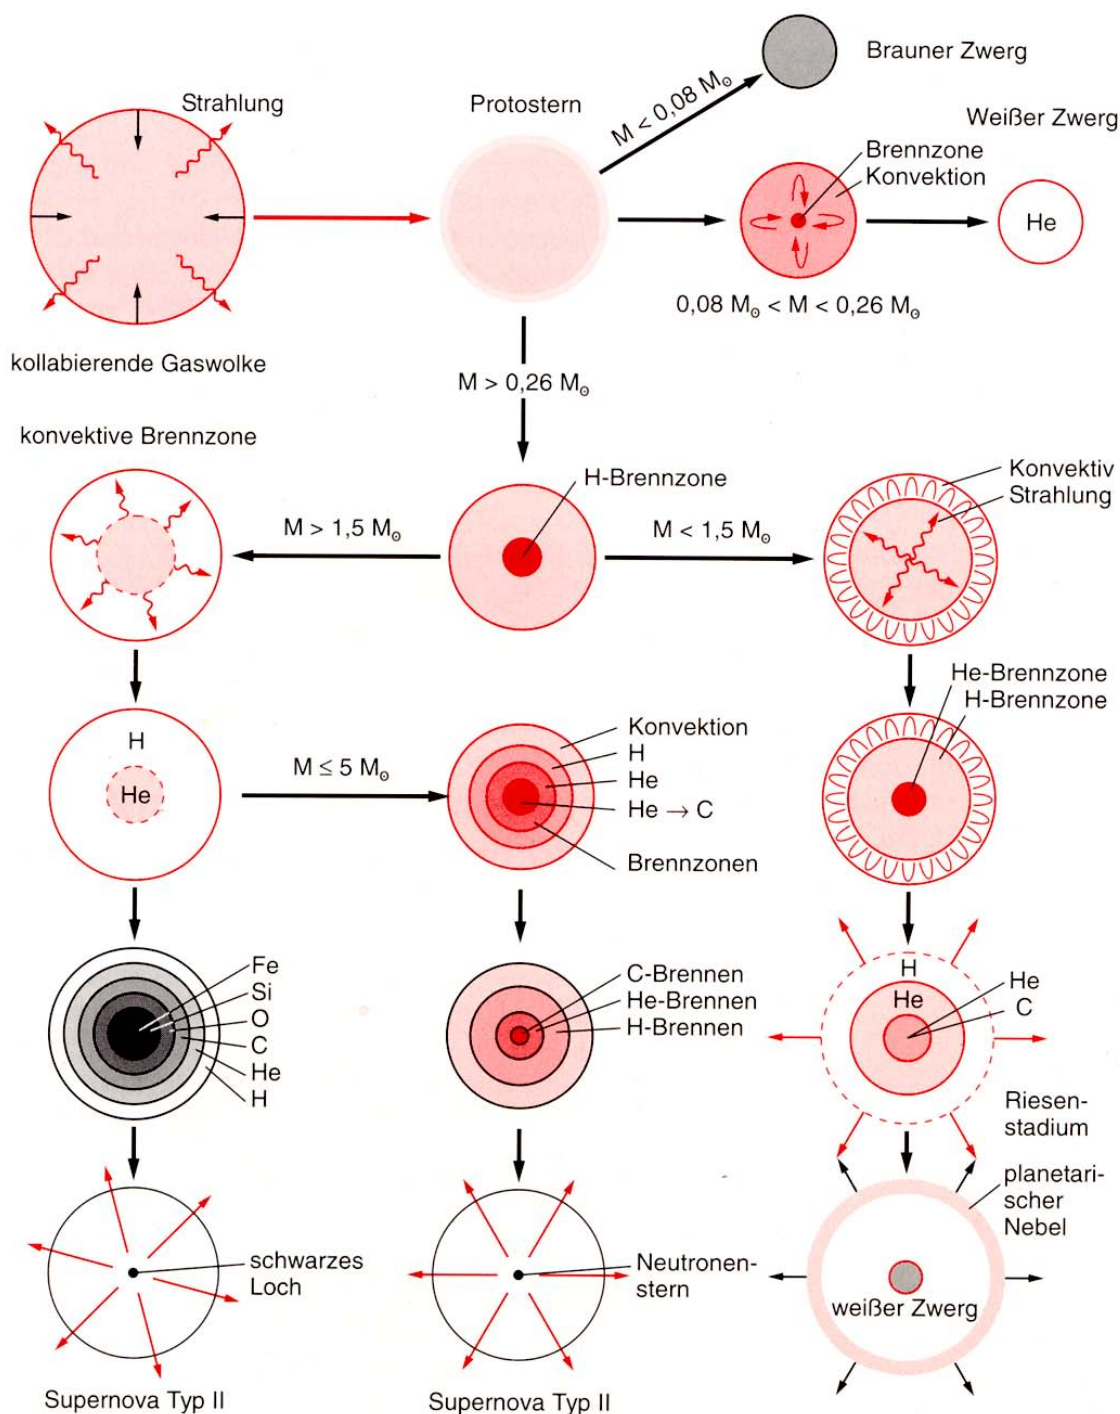 Brauner Zwerg
Strahlung
Protostern
M < 0,08 M☉
Weißer Zwerg
Brennzone
Konvektion
He
0,08 M☉ < M < 0,26 M☉
kollabierende Gaswolke
M > 0,26 M☉
konvektive Brennzone
H-Brennzone
Konvektiv
Strahlung
M > 1,5 M☉
M < 1,5 M☉
He-Brennzone
H-Brennzone
H
He
M ≤ 5 M☉
Konvektion
H
He
He → C
Brennzonen
Fe
Si
O
C
He
H
C-Brennen
He-Brennen
H-Brennen
H
He
He
C
Riesen-
stadium
schwarzes
Loch
Supernova Typ II
Neutronen-
stern
Supernova Typ II
planetari-
scher
Nebel
weißer Zwerg